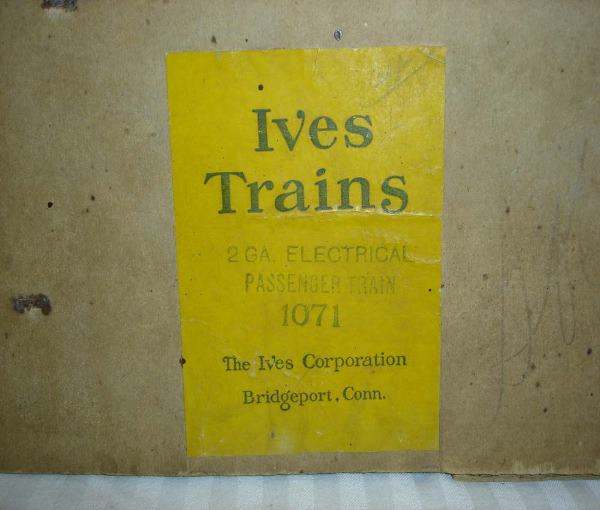 Ives
Trains
2 GA. ELECTRICAL
PASSENGER TRAIN
1071
The Ives Corporation
Bridgeport, Conn.